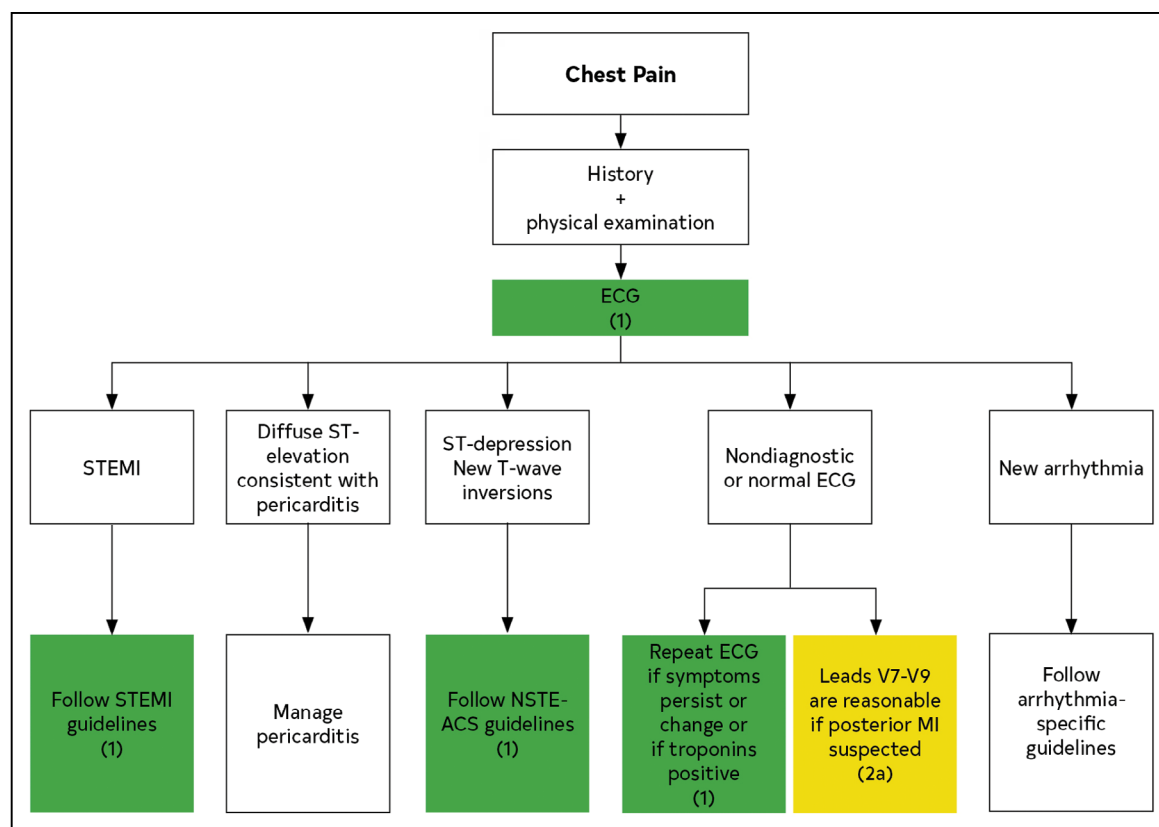 Chest Pain
History
+
physical examination
ECG
(1)
STEMI
Diffuse ST-
elevation
consistent with
pericarditis
ST-depression
New T-wave
inversions
Nondiagnostic
or normal ECG
New arrhythmia
Follow STEMI
guidelines
(1)
Manage
pericarditis
Follow NSTE-
ACS guidelines
(1)
Repeat ECG
if symptoms
persist or
change or
if troponins
positive
(1)
Leads V7-V9
are reasonable
if posterior MI
suspected
(2a)
Follow
arrhythmia-
specific
guidelines